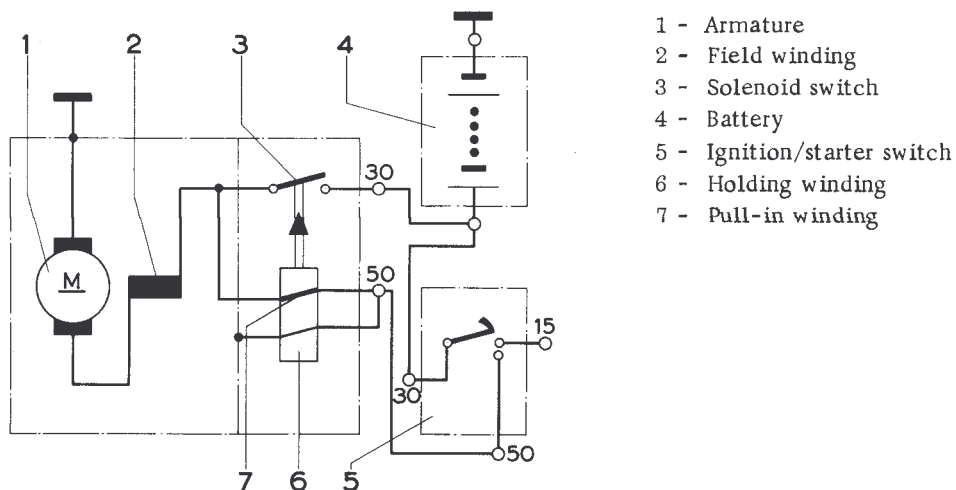 1 2 3 4
1 - Armature
2 - Field winding
3 - Solenoid switch
4 - Battery
5 - Ignition/starter switch
6 - Holding winding
7 - Pull-in winding
30
M
50
15
30
50
7 6 5